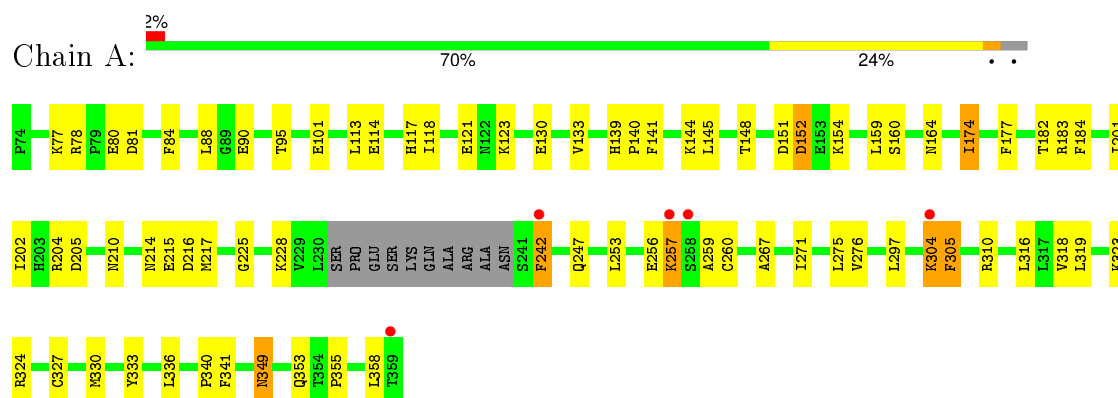 2%
Chain A:
70% 24% • •
P74 K77 R78 P79 E80 D81 F84 L88 G89 E90 T95 E101 L113 E114 H117 I118 E121 N122 K123 E130 V133 H139 P140 F141 K144 L145 T148 D151 D152 E153 K154 L159 S160 N164 I174 F177 T182 R183 F184 I201
I202 H203 R204 D205 N210 N214 E215 D216 M217 G225 K228 V229 L230 SER PRO GLU SER LYS GLN ALA ARG ALA ASN S241 F242 Q247 L253 E256 K257 S258 A259 C260 A267 I271 L275 V276 L297 K304 F305 R310 L316 L317 V318 L319 K323
R324 C327 M330 Y333 L336 P340 F341 N349 Q353 T354 P355 L358 T359